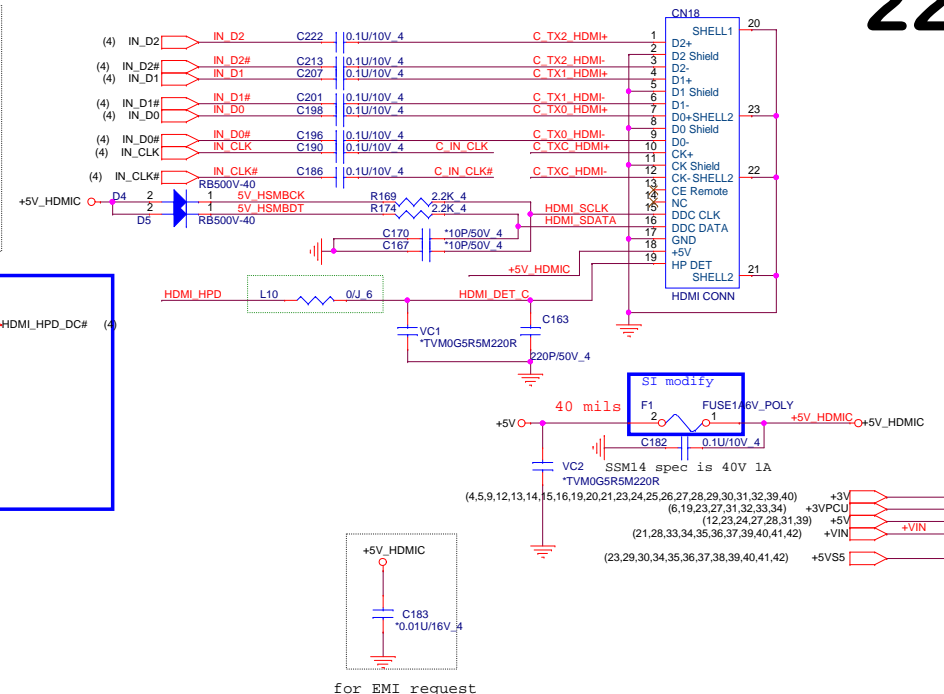 22
CN18
SHELL1 20
(4) IN_D2 IN_D2 C222 0.1U/10V_4 C_TX2_HDMI+ 1 D2+
2 D2 Shield
(4) IN_D2# IN_D2# C213 0.1U/10V_4 C_TX2_HDMI- 3 D2-
(4) IN_D1 IN_D1 C207 0.1U/10V_4 C_TX1_HDMI+ 4 D1+
5 D1 Shield
(4) IN_D1# IN_D1# C201 0.1U/10V_4 C_TX1_HDMI- 6 D1-
(4) IN_D0 IN_D0 C198 0.1U/10V_4 C_TX0_HDMI+ 7 D0+ SHELL2 23
8 D0 Shield
(4) IN_D0# IN_D0# C196 0.1U/10V_4 C_TX0_HDMI- 9 D0-
(4) IN_CLK IN_CLK C190 0.1U/10V_4 C_IN_CLK C_TXC_HDMI+ 10 CK+
11 CK Shield
(4) IN_CLK# IN_CLK# C186 0.1U/10V_4 C_IN_CLK# C_TXC_HDMI- 12 CK- SHELL2 22
RB500V-40 13 CE Remote
+5V_HDMIC D4 2 1 5V_HSMBCK R169 2.2K_4 14 NC
D5 2 1 5V_HSMBDT R174 2.2K_4 HDMI_SCLK 15 DDC CLK
RB500V-40 HDMI_SDATA 16 DDC DATA
C170 *10P/50V_4 17 GND
C167 *10P/50V_4 18 +5V
+5V_HDMIC 19 HP DET
SHELL2 21
HDMI CONN
HDMI_HPD L10 0/J_6 HDMI_DET_C
HDMI_HPD_DC# (4)
VC1
*TVM0G5R5M220R
C163
220P/50V_4
SI modify
40 mils F1 FUSE1A6V_POLY
+5V 2 1 +5V_HDMIC +5V_HDMIC
C182 0.1U/10V_4
SSM14 spec is 40V 1A
VC2
*TVM0G5R5M220R
(4,5,9,12,13,14,15,16,19,20,21,23,24,25,26,27,28,29,30,31,32,39,40) +3V
(6,19,23,27,31,32,33,34) +3VPCU
(12,23,24,27,28,31,39) +5V
(21,28,33,34,35,36,37,39,40,41,42) +VIN +VIN
(23,29,30,34,35,36,37,38,39,40,41,42) +5VS5
+5V_HDMIC
C183
*0.01U/16V_4
for EMI request